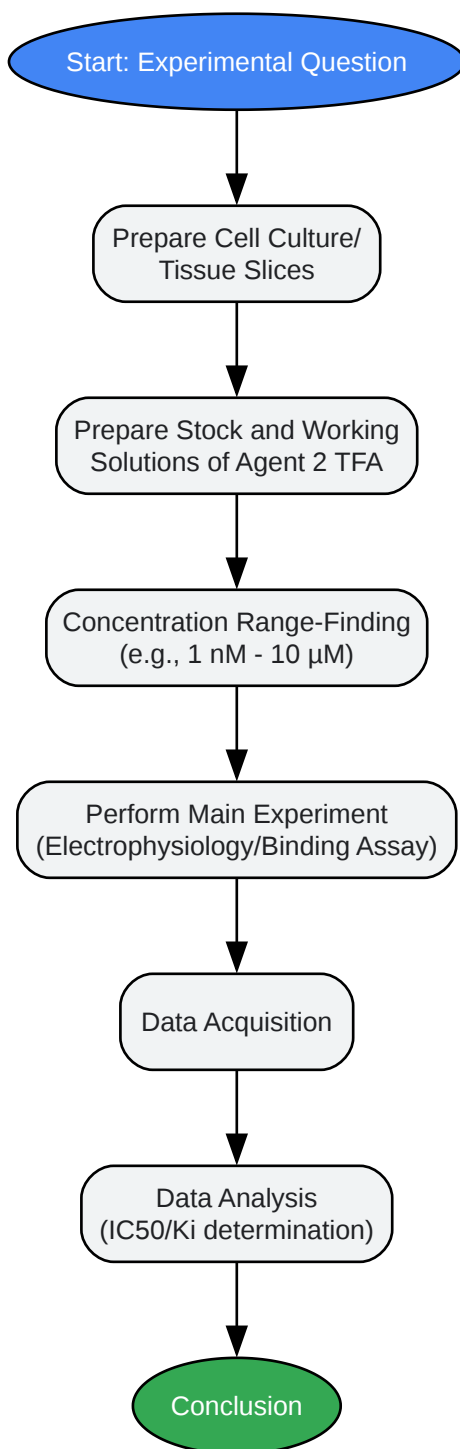 Start: Experimental Question
Prepare Cell Culture/
Tissue Slices
Prepare Stock and Working
Solutions of Agent 2 TFA
Concentration Range-Finding
(e.g., 1 nM - 10 µM)
Perform Main Experiment
(Electrophysiology/Binding Assay)
Data Acquisition
Data Analysis
(IC50/Ki determination)
Conclusion